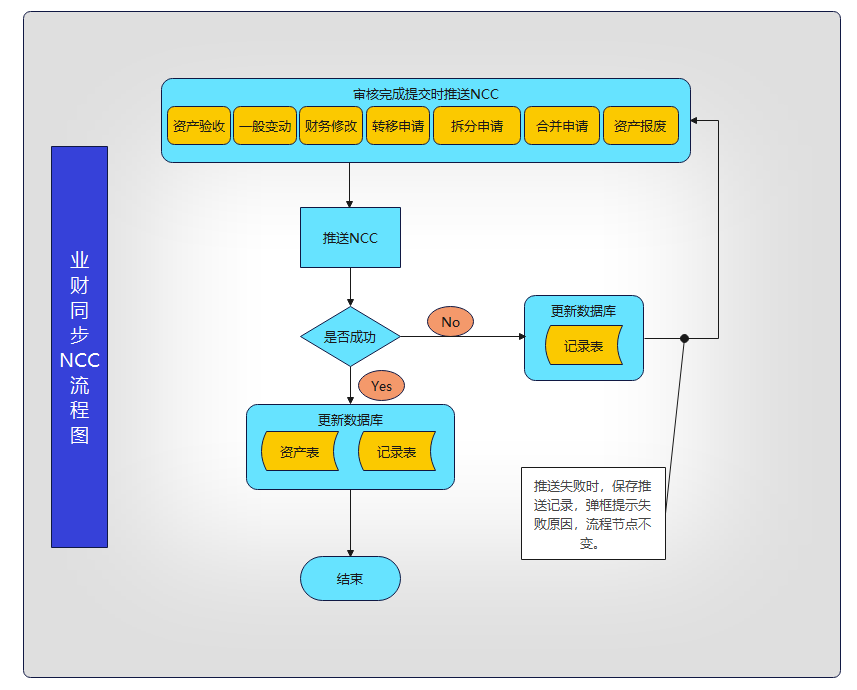 审核完成提交时推送NCC
资产验收 一般变动 财务修改 转移申请 拆分申请 合并申请 资产报废
业
财
同
步
NCC
流
程
图
推送NCC
是否成功
No
更新数据库
记录表
Yes
更新数据库
资产表 记录表
推送失败时，保存推
送记录，弹框提示失
败原因，流程节点不
变。
结束